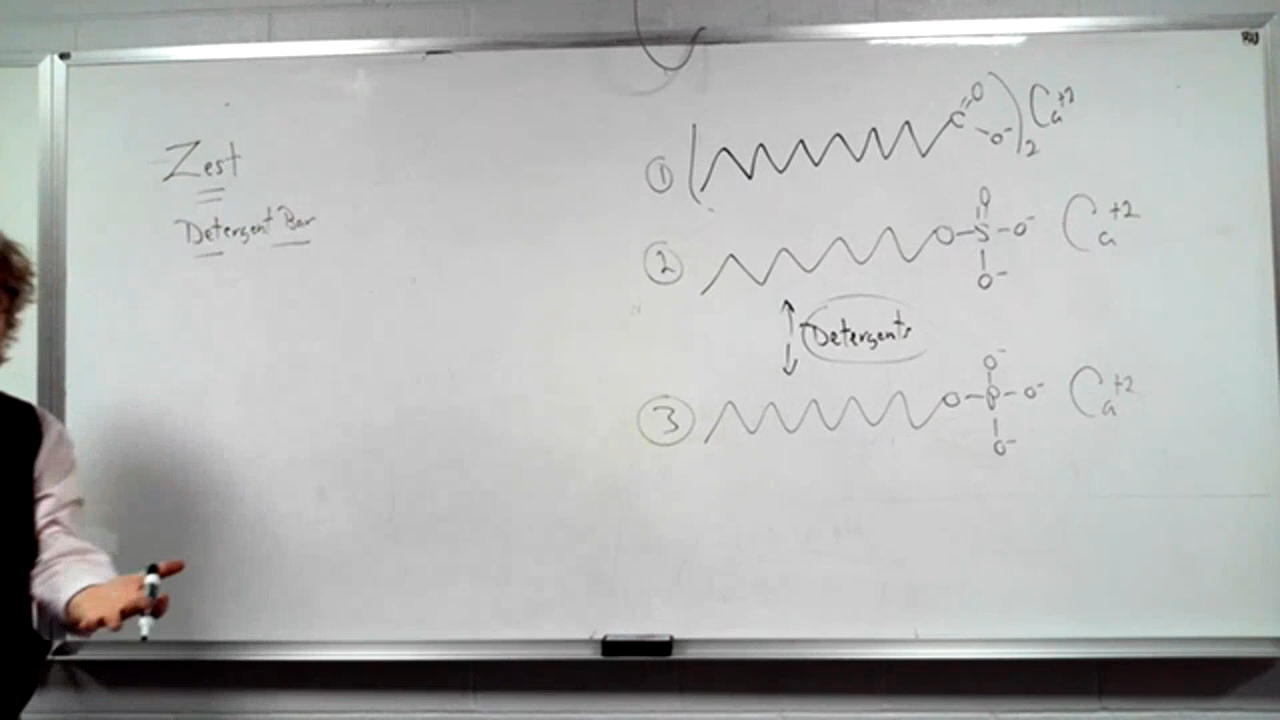 Zest
Detergent Bar
① ( C =O -O⁻ )₂ Ca⁺²
② O-S-O⁻ Ca⁺²
O
O⁻
Detergents
③ O-P-O⁻ Ca⁺²
O⁻
O⁻